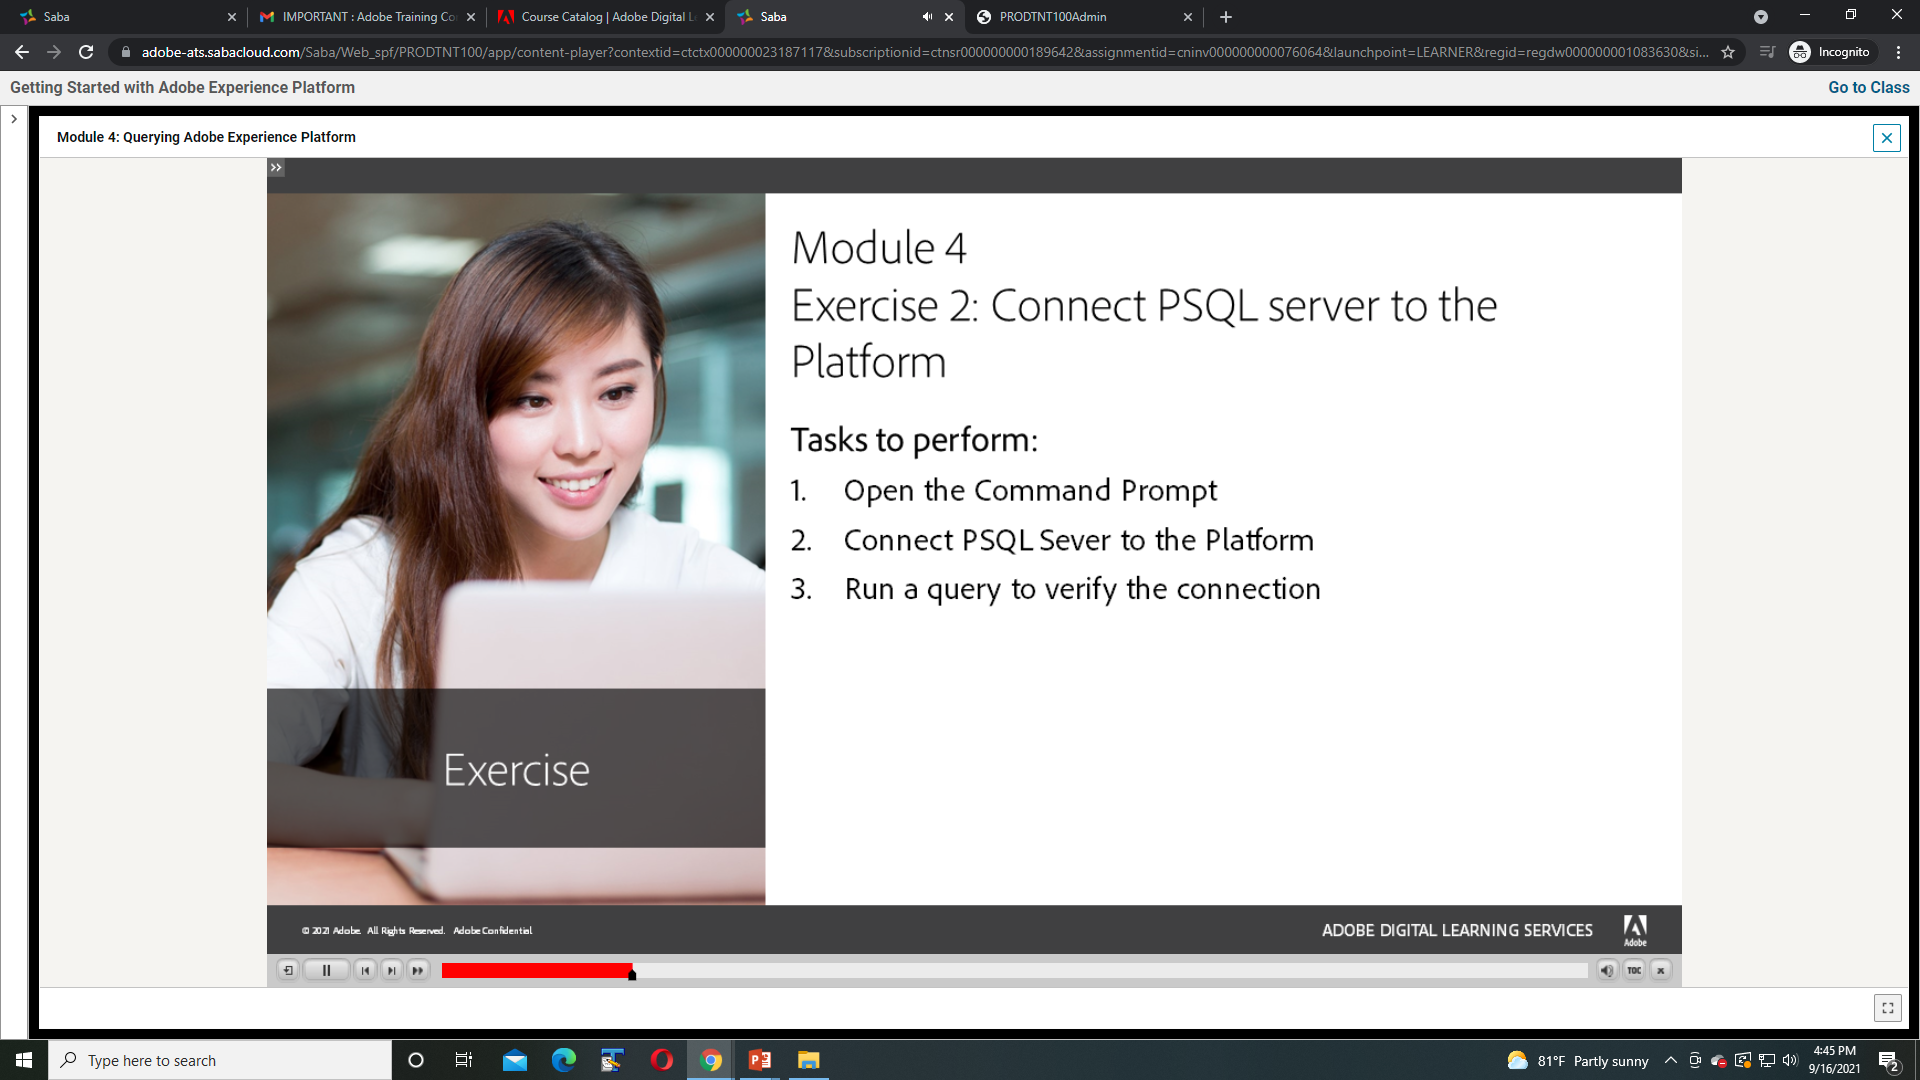 Saba
IMPORTANT : Adobe Training Co
Course Catalog | Adobe Digital L
Saba
PRODTNT100Admin
adobe-ats.sabacloud.com/Saba/Web_spf/PRODTNT100/app/content-player?contextid=ctctx000000023187117&subscriptionid=ctnsr000000000189642&assignmentid=cninv000000000076064&launchpoint=LEARNER&regid=regdw000000001083630&si...
Incognito
Getting Started with Adobe Experience Platform
Go to Class
Module 4: Querying Adobe Experience Platform
Module 4
Exercise 2: Connect PSQL server to the
Platform
Tasks to perform:
1. Open the Command Prompt
2. Connect PSQL Sever to the Platform
3. Run a query to verify the connection
Exercise
© 2021 Adobe. All Rights Reserved. Adobe Confidential
ADOBE DIGITAL LEARNING SERVICES
Adobe
TOC
Type here to search
81°F Partly sunny
4:45 PM
9/16/2021
2